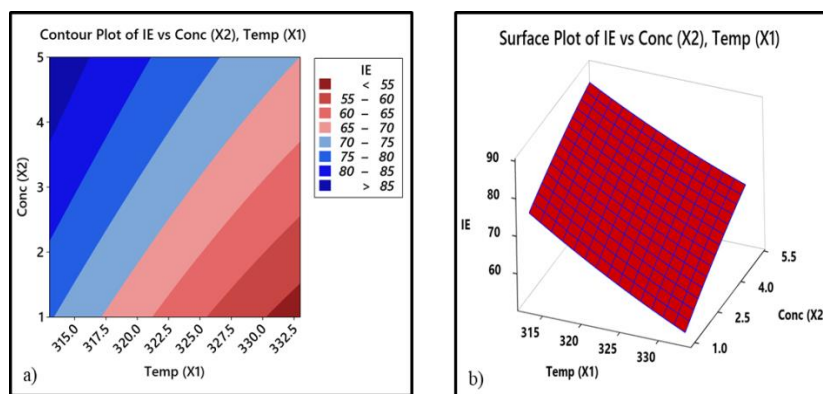 Contour Plot of IE vs Conc (X2), Temp (X1)
5
4
3
2
1
Conc (X2)
315.0 317.5 320.0 322.5 325.0 327.5 330.0 332.5
Temp (X1)
IE
< 55
55 – 60
60 – 65
65 – 70
70 – 75
75 – 80
80 – 85
> 85
a)
Surface Plot of IE vs Conc (X2), Temp (X1)
90
80
70
60
IE
315 320 325 330
Temp (X1)
5.5
4.0
2.5
1.0
Conc (X2
b)